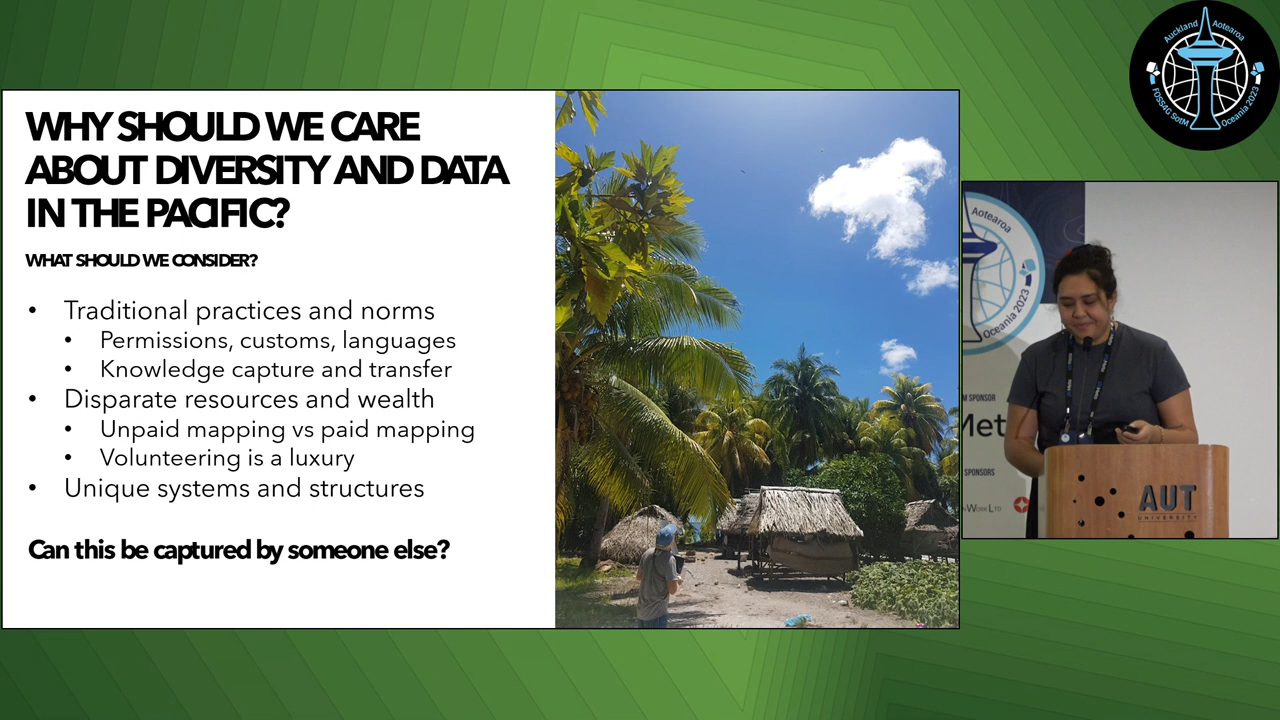 WHY SHOULD WE CARE
ABOUT DIVERSITY AND DATA
IN THE PACIFIC?
WHAT SHOULD WE CONSIDER?
• Traditional practices and norms
• Permissions, customs, languages
• Knowledge capture and transfer
• Disparate resources and wealth
• Unpaid mapping vs paid mapping
• Volunteering is a luxury
• Unique systems and structures
Can this be captured by someone else?
Auckland Aotearoa
FOSS4G SotM Oceania 2023
Aotearoa
Oceania 2023
M SPONSOR
Met
SPONSORS
AUT
UNIVERSITY